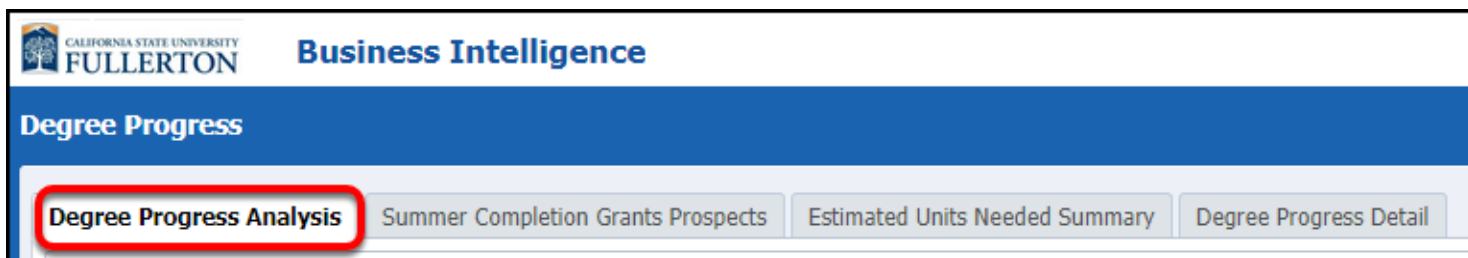 CALIFORNIA STATE UNIVERSITY
FULLERTON
Business Intelligence
Degree Progress
Degree Progress Analysis Summer Completion Grants Prospects Estimated Units Needed Summary Degree Progress Detail